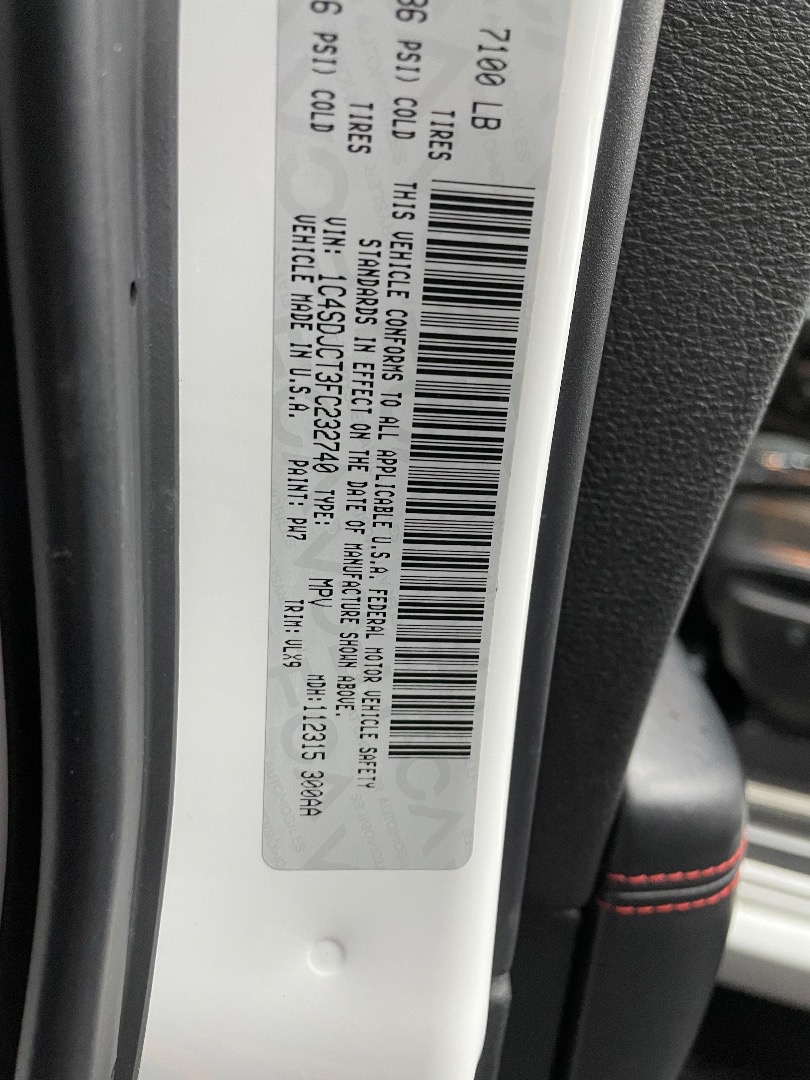 7100 LB
TIRES
36 PSI) COLD
TIRES
6 PSI) COLD
THIS VEHICLE CONFORMS TO ALL APPLICABLE U.S.A. FEDERAL MOTOR VEHICLE SAFETY
STANDARDS IN EFFECT ON THE DATE OF MANUFACTURE SHOWN ABOVE.
VIN: 1C4SDJCT3FC232740 TYPE: MPV MDH:112315 300AA
VEHICLE MADE IN U.S.A. PAINT: PW7 TRIM: VLX9